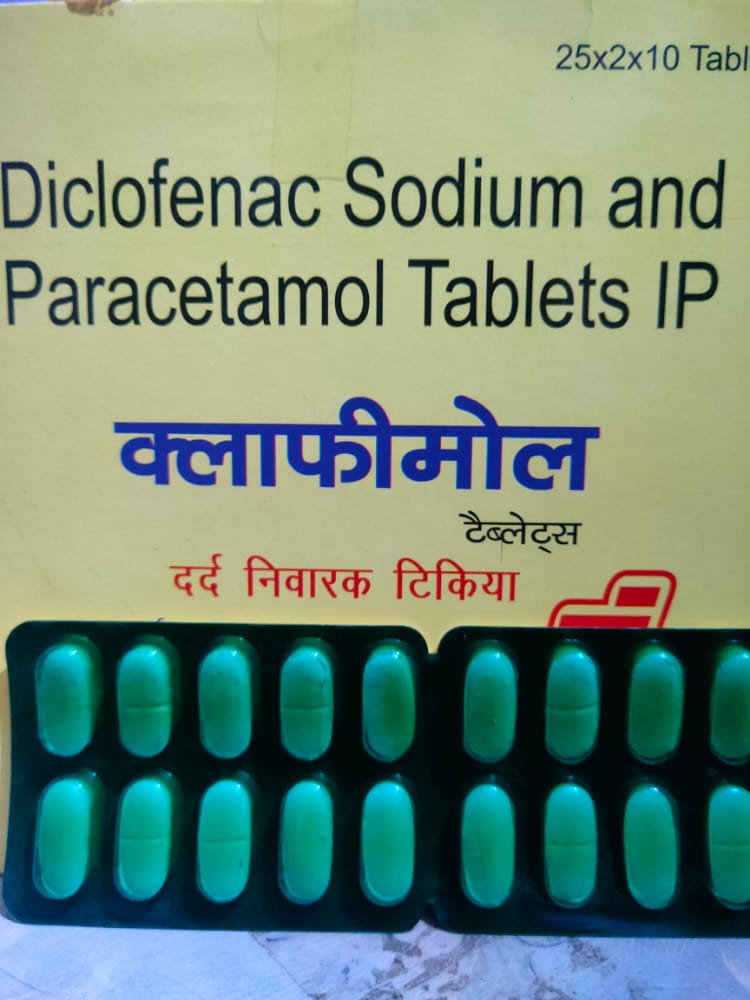 25x2x10 Tabl
Diclofenac Sodium and
Paracetamol Tablets IP
क्लाफीमोल
टैब्लेट्स
दर्द निवारक टिकिया